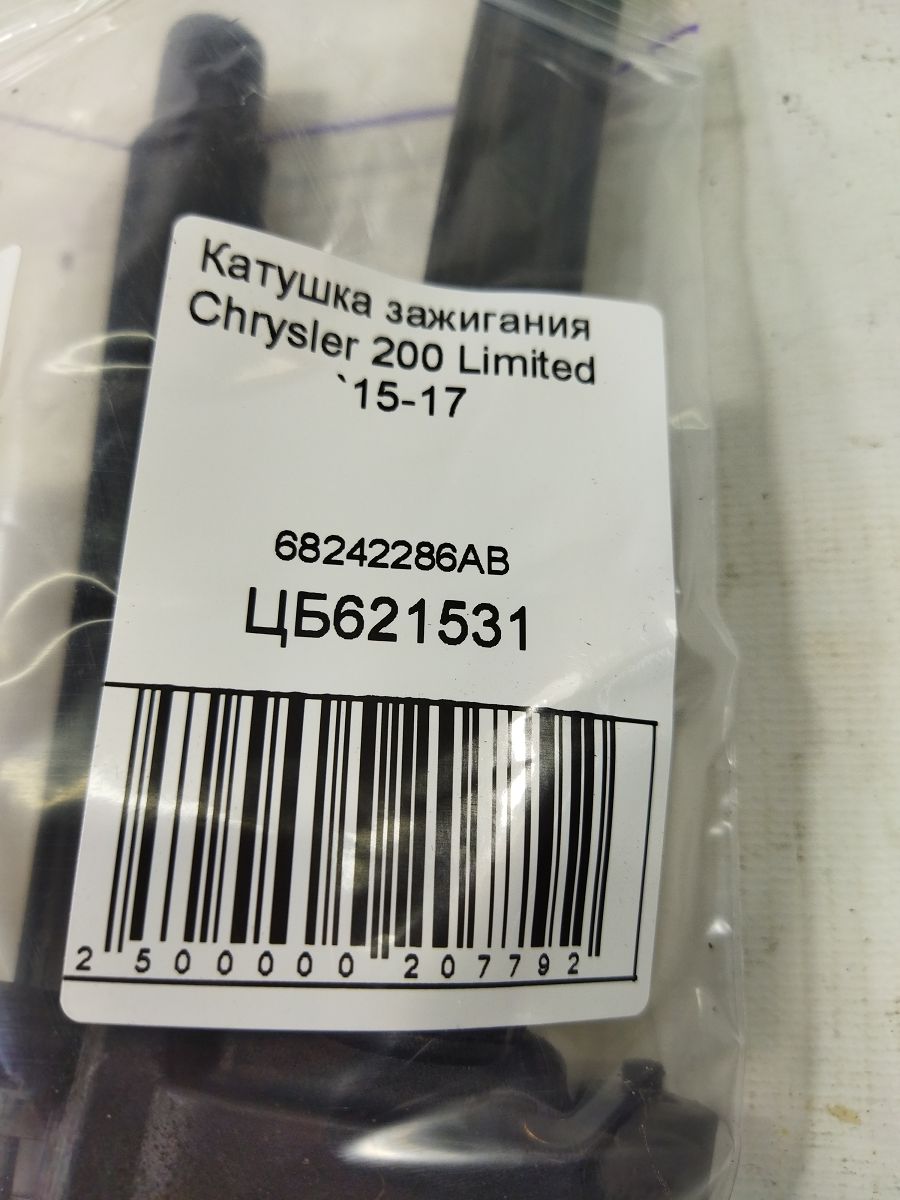 Катушка зажигания
Chrysler 200 Limited
`15-17
68242286AB
ЦБ621531
2 500000 207792